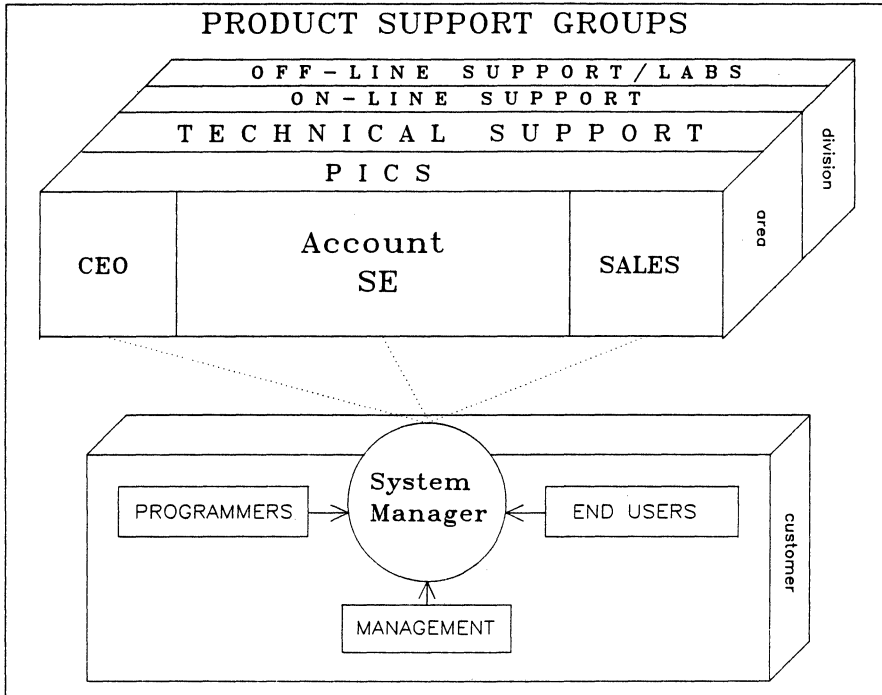 PRODUCT SUPPORT GROUPS
OFF-LINE SUPPORT/LABS
ON-LINE SUPPORT
TECHNICAL SUPPORT
PICS
division
area
CEO
Account
SE
SALES
System
Manager
PROGRAMMERS
END USERS
MANAGEMENT
customer